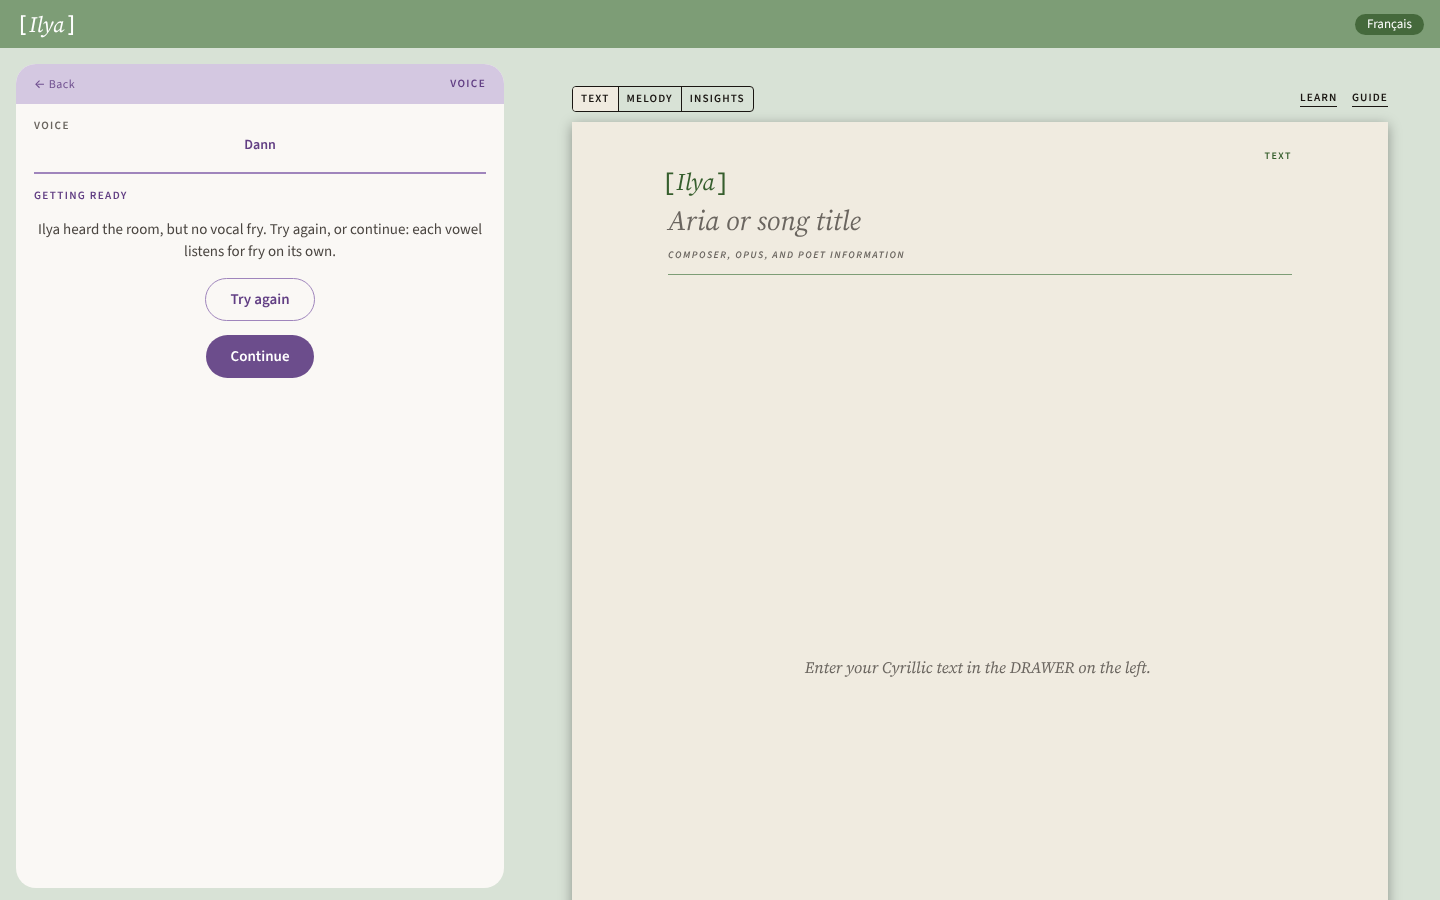 [Ilya]
Français
← Back
VOICE
VOICE
Dann
GETTING READY
Ilya heard the room, but no vocal fry. Try again, or continue: each vowel
listens for fry on its own.
Try again
Continue
TEXT
MELODY
INSIGHTS
LEARN
GUIDE
TEXT
[Ilya]
Aria or song title
COMPOSER, OPUS, AND POET INFORMATION
Enter your Cyrillic text in the DRAWER on the left.